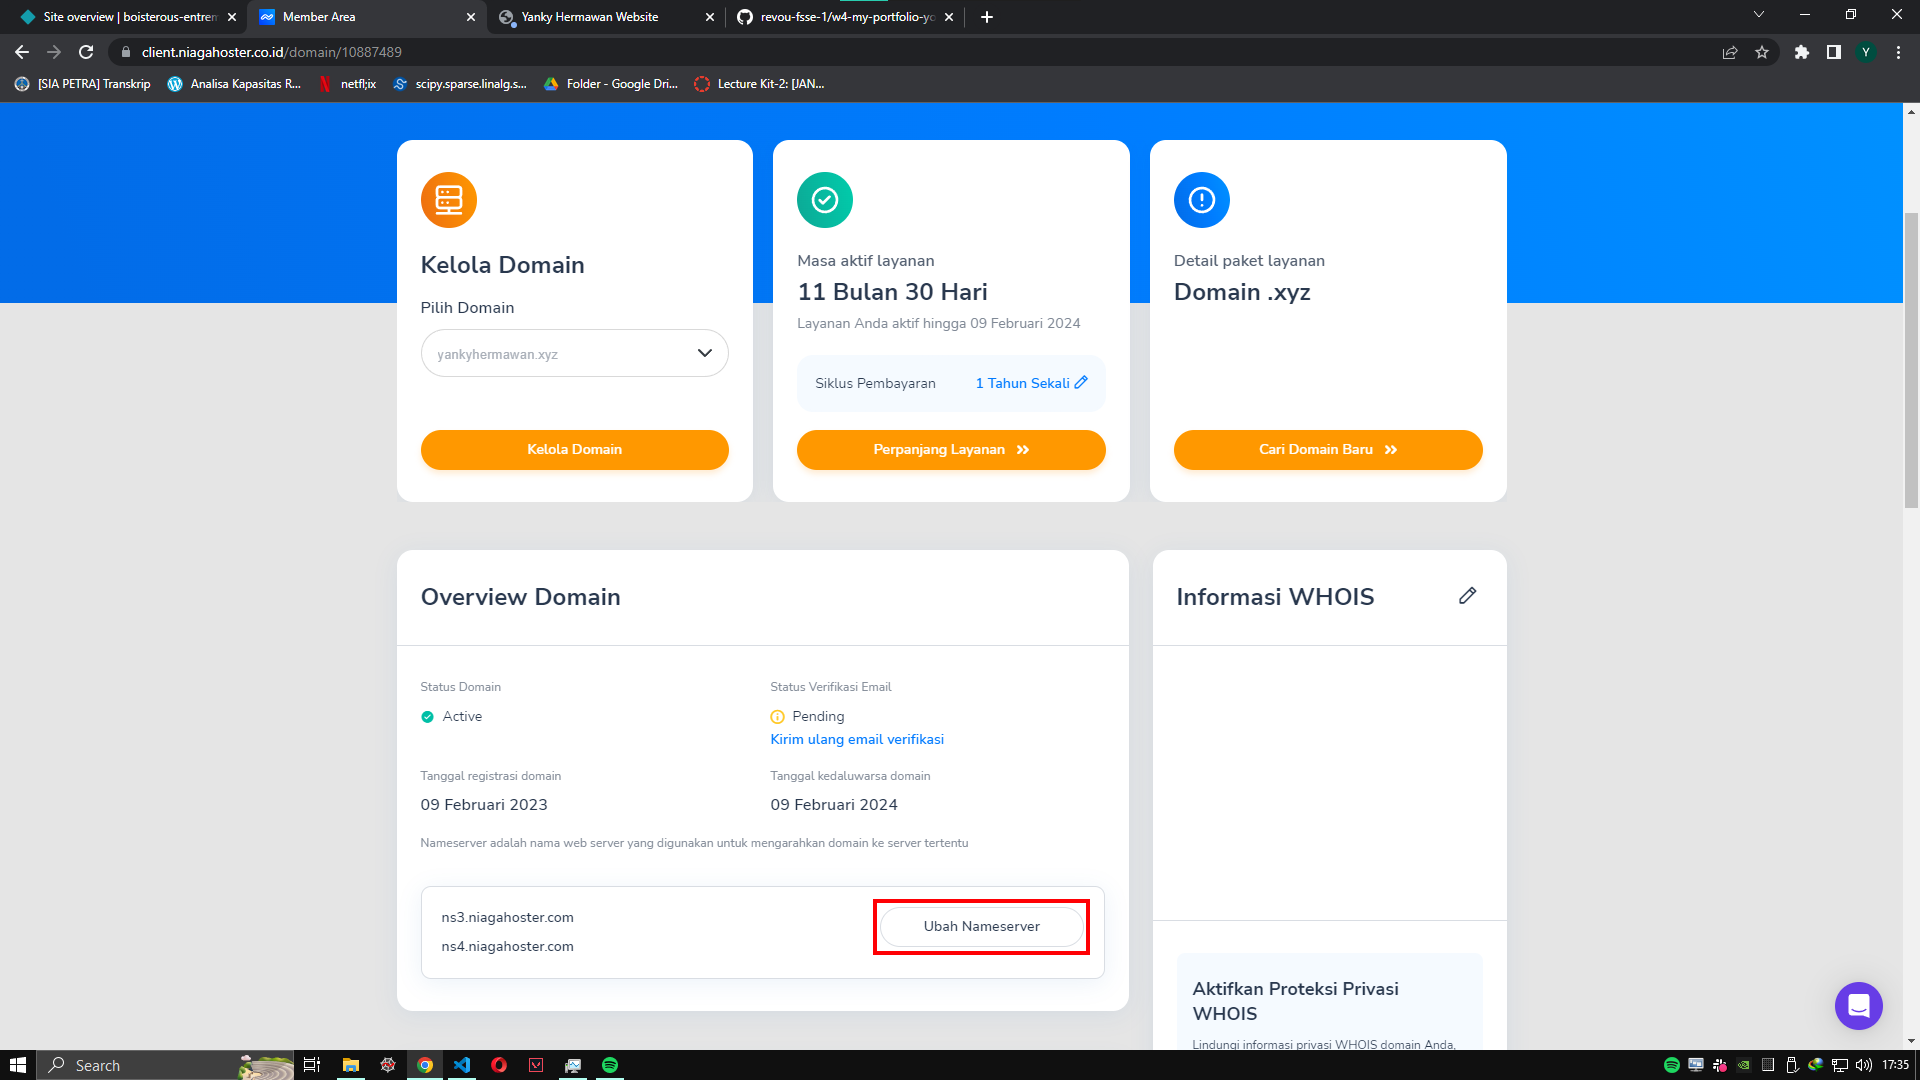 Site overview | boisterous-entrem
Member Area
Yanky Hermawan Website
revou-fsse-1/w4-my-portfolio-yo
client.niagahoster.co.id/domain/10887489
Y
[SIA PETRA] Transkrip
Analisa Kapasitas R...
netfl;ix
scipy.sparse.linalg.s...
Folder - Google Dri...
Lecture Kit-2: [JAN...
Kelola Domain
Pilih Domain
yankyhermawan.xyz
Kelola Domain
Masa aktif layanan
11 Bulan 30 Hari
Layanan Anda aktif hingga 09 Februari 2024
Siklus Pembayaran
1 Tahun Sekali
Perpanjang Layanan
Detail paket layanan
Domain .xyz
Cari Domain Baru
Overview Domain
Status Domain
Active
Status Verifikasi Email
Pending
Kirim ulang email verifikasi
Tanggal registrasi domain
09 Februari 2023
Tanggal kedaluwarsa domain
09 Februari 2024
Nameserver adalah nama web server yang digunakan untuk mengarahkan domain ke server tertentu
ns3.niagahoster.com
ns4.niagahoster.com
Ubah Nameserver
Informasi WHOIS
Aktifkan Proteksi Privasi
WHOIS
Lindungi informasi privasi WHOIS domain Anda,
Search
17:35